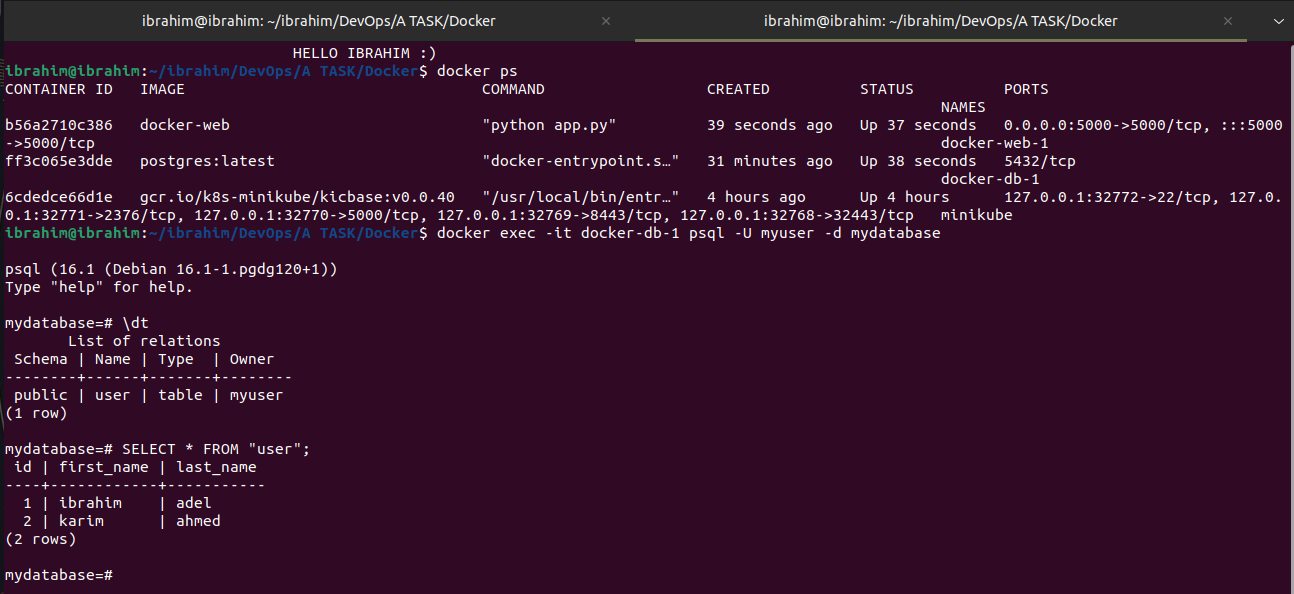 ibrahim@ibrahim: ~/ibrahim/DevOps/A TASK/Docker
ibrahim@ibrahim: ~/ibrahim/DevOps/A TASK/Docker
HELLO IBRAHIM :)
ibrahim@ibrahim:~/ibrahim/DevOps/A TASK/Docker$ docker ps
CONTAINER ID   IMAGE                                 COMMAND                  CREATED          STATUS          PORTS
NAMES
b56a2710c386   docker-web                            "python app.py"          39 seconds ago   Up 37 seconds   0.0.0.0:5000->5000/tcp, :::5000
->5000/tcp                                                                                              docker-web-1
ff3c065e3dde   postgres:latest                       "docker-entrypoint.s…"   31 minutes ago   Up 38 seconds   5432/tcp
docker-db-1
6cdedce66d1e   gcr.io/k8s-minikube/kicbase:v0.0.40   "/usr/local/bin/entr…"   4 hours ago      Up 4 hours      127.0.0.1:32772->22/tcp, 127.0.
0.1:32771->2376/tcp, 127.0.0.1:32770->5000/tcp, 127.0.0.1:32769->8443/tcp, 127.0.0.1:32768->32443/tcp   minikube
ibrahim@ibrahim:~/ibrahim/DevOps/A TASK/Docker$ docker exec -it docker-db-1 psql -U myuser -d mydatabase
psql (16.1 (Debian 16.1-1.pgdg120+1))
Type "help" for help.
mydatabase=# \dt
List of relations
 Schema | Name | Type  | Owner
--------+------+-------+--------
 public | user | table | myuser
(1 row)
mydatabase=# SELECT * FROM "user";
 id | first_name | last_name
----+------------+-----------
  1 | ibrahim    | adel
  2 | karim      | ahmed
(2 rows)
mydatabase=#